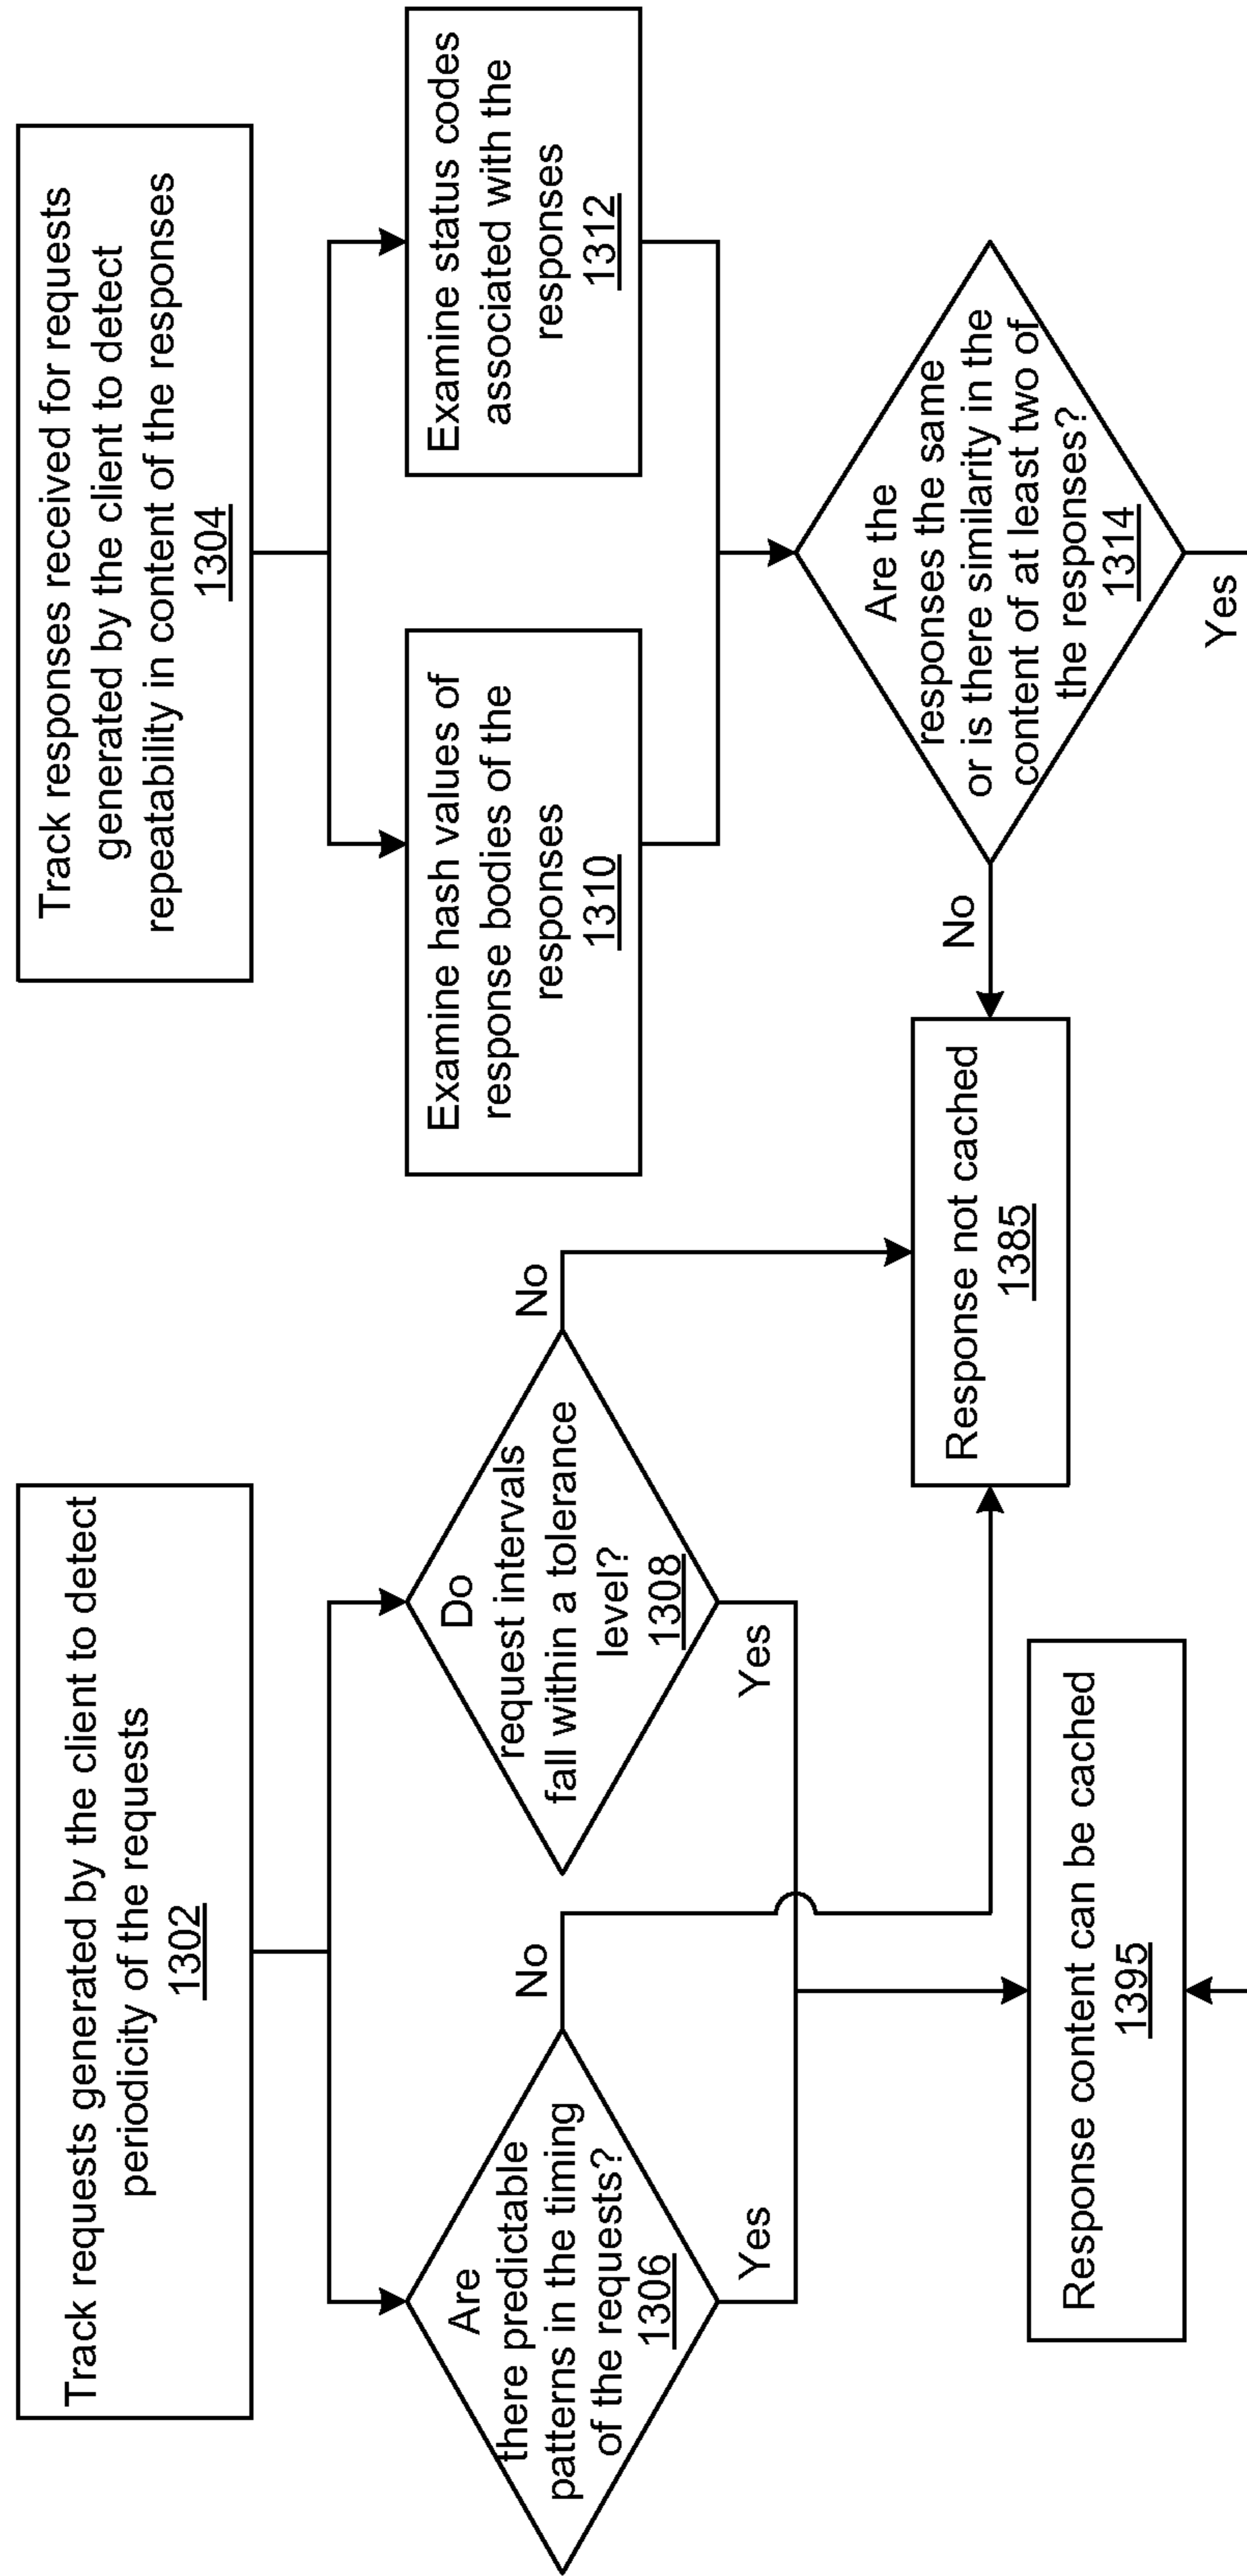 Track requests generated by the client to detect
periodicity of the requests
1302
Are
there predictable
patterns in the timing
of the requests?
1306
No
Yes
Do
request intervals
fall within a tolerance
level?
1308
No
Yes
Response content can be cached
1395
Response not cached
1385
Track responses received for requests
generated by the client to detect
repeatability in content of the responses
1304
Examine hash values of
response bodies of the
responses
1310
Examine status codes
associated with the
responses
1312
Are the
responses the same
or is there similarity in the
content of at least two of
the responses?
1314
No
Yes